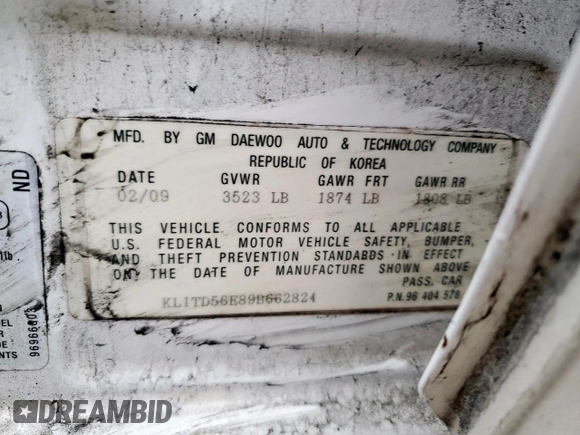 MFD. BY GM DAEWOO AUTO & TECHNOLOGY COMPANY
REPUBLIC OF KOREA
DATE GVWR GAWR FRT GAWR RR
02/09 3523 LB 1874 LB 1808 LB
THIS VEHICLE CONFORMS TO ALL APPLICABLE
U.S. FEDERAL MOTOR VEHICLE SAFETY, BUMPER,
AND THEFT PREVENTION STANDARDS IN EFFECT
ON THE DATE OF MANUFACTURE SHOWN ABOVE
PASS. CAR
KL1TD56E89B662824 P.N. 96 404 578
ND
DREAMBID